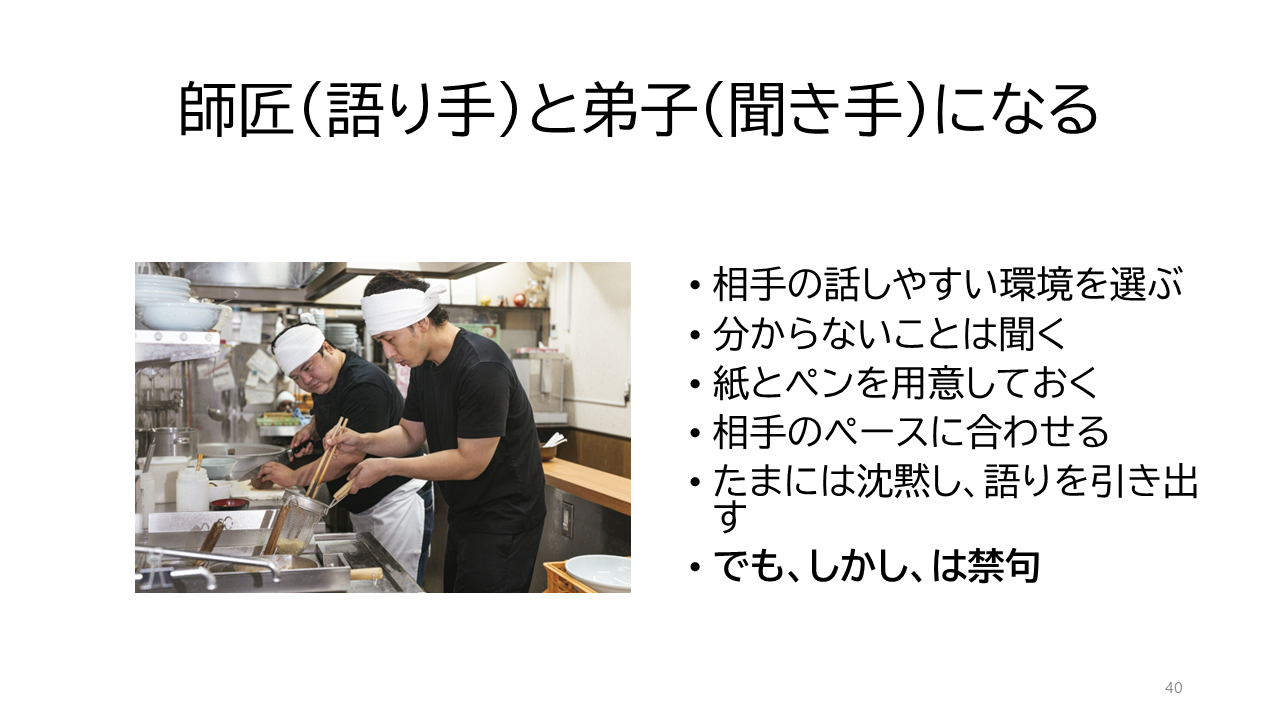 師匠（語り手）と弟子（聞き手）になる
• 相手の話しやすい環境を選ぶ
• 分からないことは聞く
• 紙とペンを用意しておく
• 相手のペースに合わせる
• たまには沈黙し、語りを引き出
す
• でも、しかし、は禁句
40